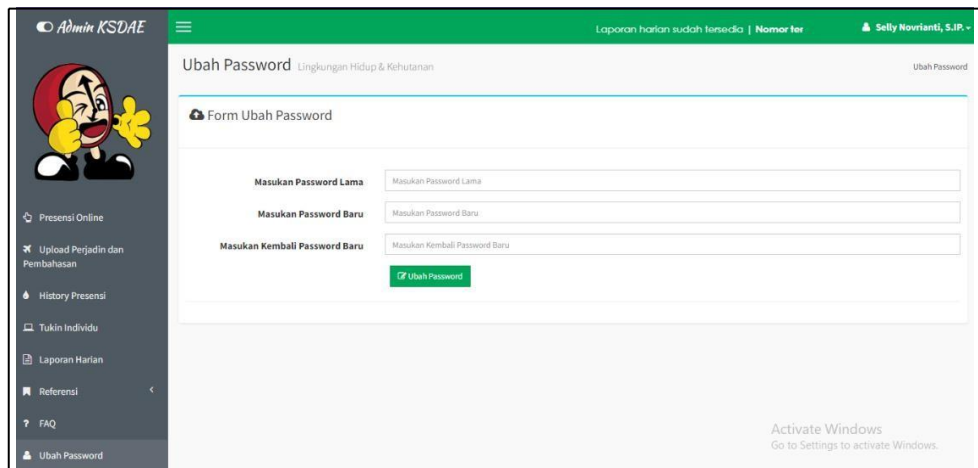 Admin KSDAE
Laporan harian sudah tersedia | Nomor ter
Selly Novrianti, S.IP.
Ubah Password Lingkungan Hidup & Kehutanan
Ubah Password
Form Ubah Password
Masukan Password Lama
Masukan Password Lama
Masukan Password Baru
Masukan Password Baru
Masukan Kembali Password Baru
Masukan Kembali Password Baru
Ubah Password
Presensi Online
Upload Perjadin dan
Pembahasan
History Presensi
Tukin Individu
Laporan Harian
Referensi
FAQ
Ubah Password
Activate Windows
Go to Settings to activate Windows.